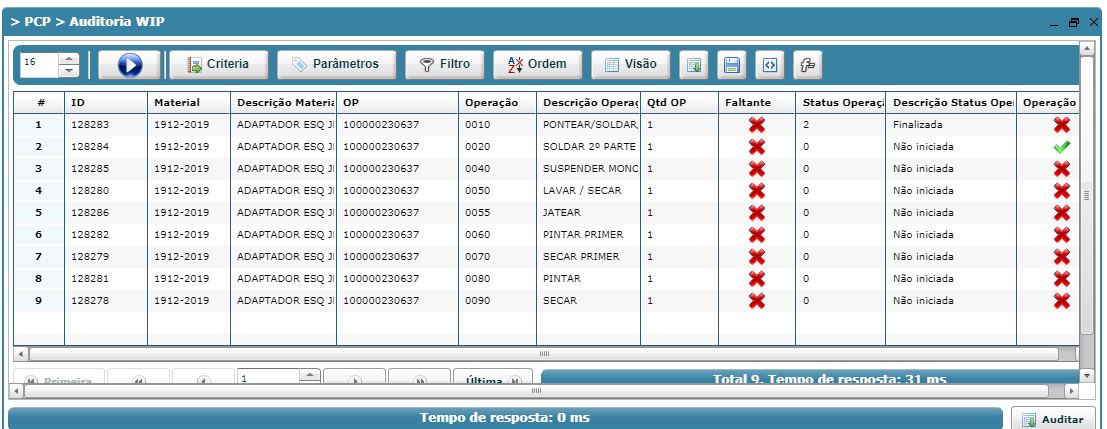 > PCP > Auditoria WIP
16 Criteria Parâmetros Filtro Ordem Visão
# ID Material Descrição Materia OP Operação Descrição Operaç Qtd OP Faltante Status Operaçã Descrição Status Oper Operação
1 128283 1912-2019 ADAPTADOR ESQ JI 100000230637 0010 PONTEAR/SOLDAR, 1 2 Finalizada
2 128284 1912-2019 ADAPTADOR ESQ JI 100000230637 0020 SOLDAR 2º PARTE 1 0 Não iniciada
3 128285 1912-2019 ADAPTADOR ESQ JI 100000230637 0040 SUSPENDER MONC 1 0 Não iniciada
4 128280 1912-2019 ADAPTADOR ESQ JI 100000230637 0050 LAVAR / SECAR 1 0 Não iniciada
5 128286 1912-2019 ADAPTADOR ESQ JI 100000230637 0055 JATEAR 1 0 Não iniciada
6 128282 1912-2019 ADAPTADOR ESQ JI 100000230637 0060 PINTAR PRIMER 1 0 Não iniciada
7 128279 1912-2019 ADAPTADOR ESQ JI 100000230637 0070 SECAR PRIMER 1 0 Não iniciada
8 128281 1912-2019 ADAPTADOR ESQ JI 100000230637 0080 PINTAR 1 0 Não iniciada
9 128278 1912-2019 ADAPTADOR ESQ JI 100000230637 0090 SECAR 1 0 Não iniciada
Primeira 1 Última Total 9. Tempo de resposta: 31 ms
Tempo de resposta: 0 ms Auditar